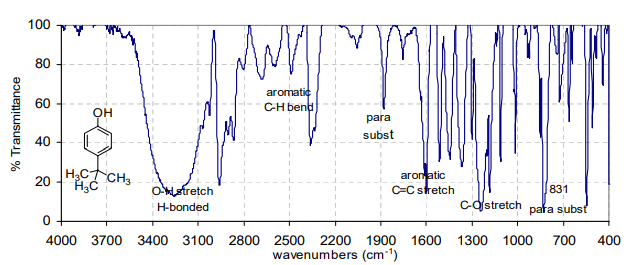 100
80
60
40
20
0
% Transmittance
OH
H₃C
H₃C
CH₃
O-H stretch
H-bonded
aromatic
C-H bend
para
subst
aromatic
C=C stretch
C-O stretch
831
para subst
4000 3700 3400 3100 2800 2500 2200 1900 1600 1300 1000 700 400
wavenumbers (cm⁻¹)